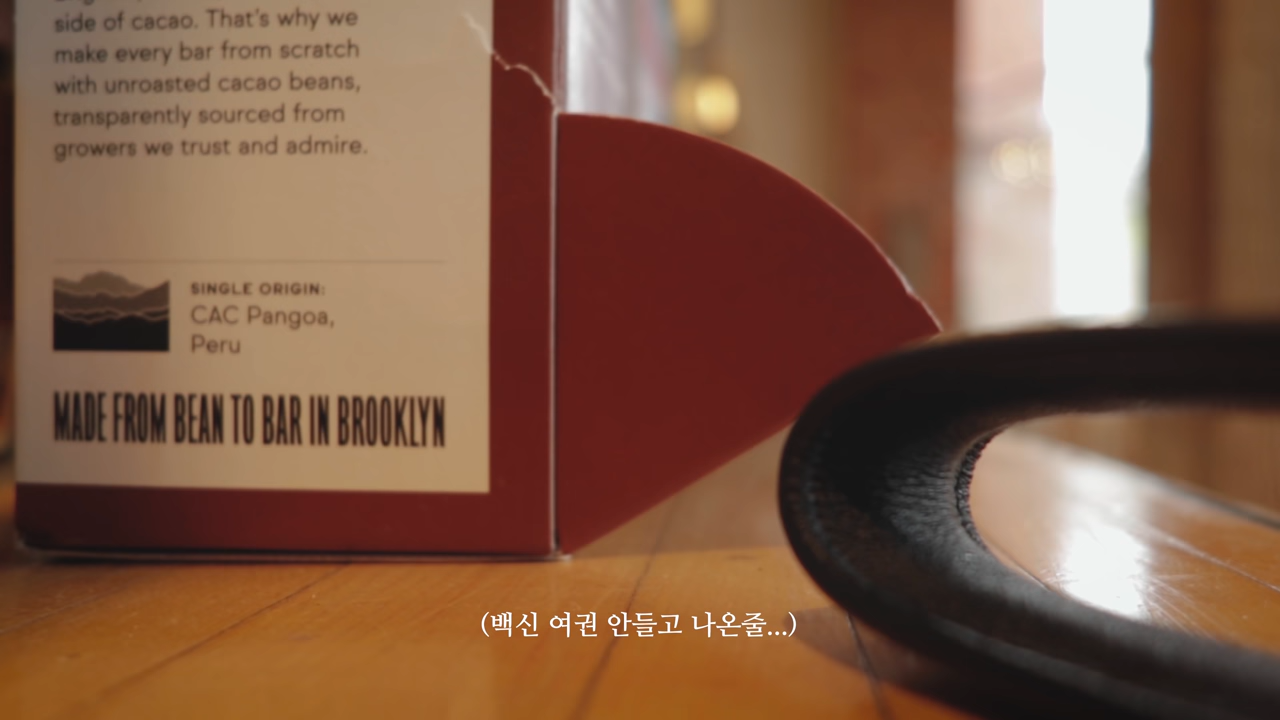 side of cacao. That's why we
make every bar from scratch
with unroasted cacao beans,
transparently sourced from
growers we trust and admire.
SINGLE ORIGIN:
CAC Pangoa,
Peru
MADE FROM BEAN TO BAR IN BROOKLYN
(백신 여권 안들고 나온줄...)